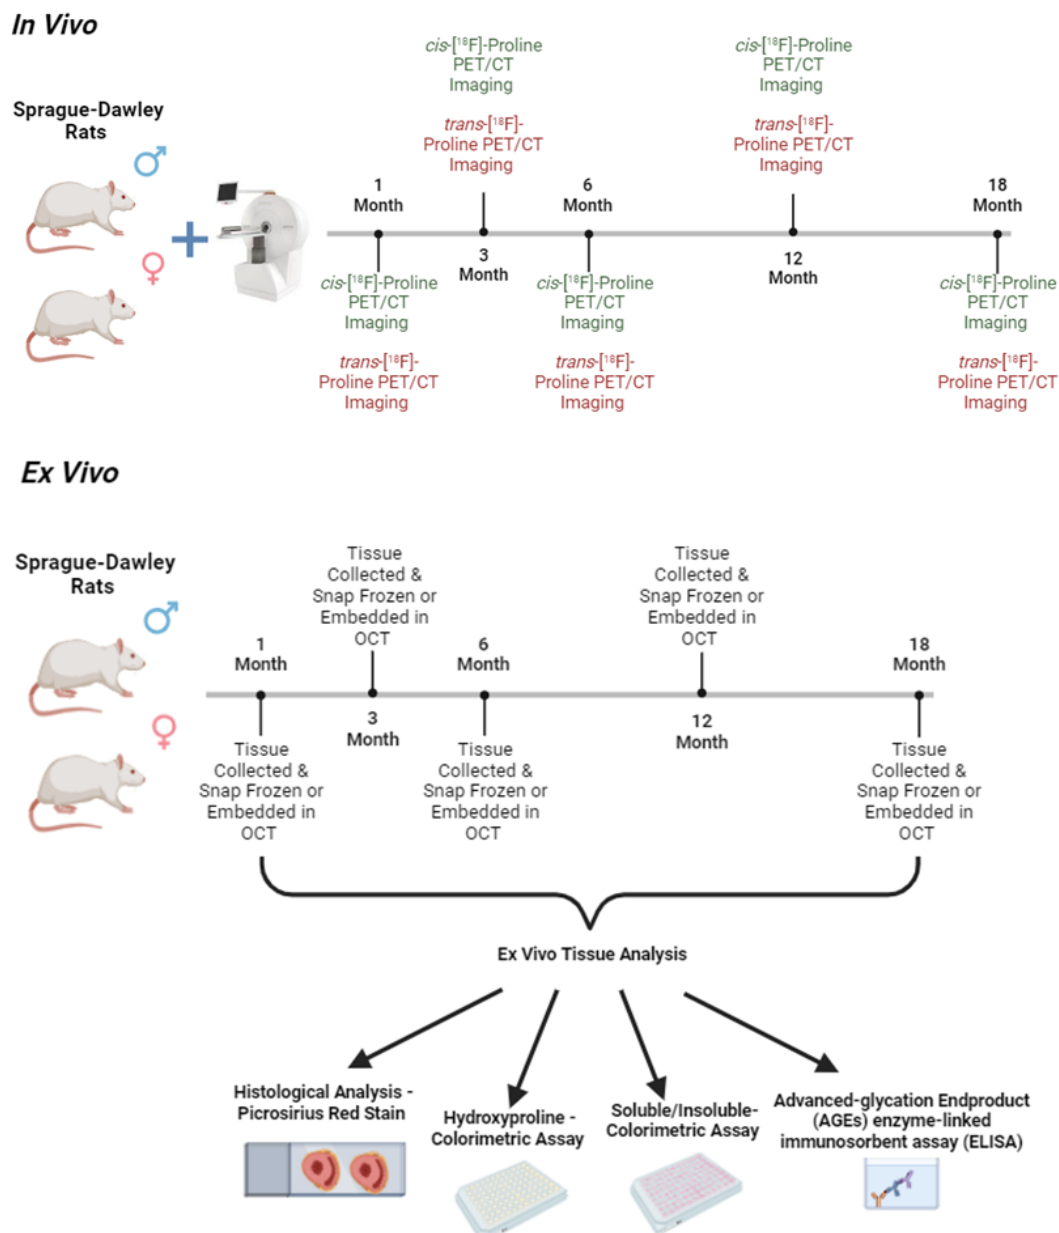 In Vivo
Sprague-Dawley
Rats
cis-[¹⁸F]-Proline
PET/CT
Imaging
trans-[¹⁸F]-
Proline PET/CT
Imaging
cis-[¹⁸F]-Proline
PET/CT
Imaging
trans-[¹⁸F]-
Proline PET/CT
Imaging
1
Month
6
Month
18
Month
3
Month
12
Month
cis-[¹⁸F]-Proline
PET/CT
Imaging
trans-[¹⁸F]-
Proline PET/CT
Imaging
cis-[¹⁸F]-Proline
PET/CT
Imaging
trans-[¹⁸F]-
Proline PET/CT
Imaging
cis-[¹⁸F]-Proline
PET/CT
Imaging
trans-[¹⁸F]-
Proline PET/CT
Imaging
Ex Vivo
Sprague-Dawley
Rats
Tissue
Collected &
Snap Frozen or
Embedded in
OCT
Tissue
Collected &
Snap Frozen or
Embedded in
OCT
1
Month
6
Month
18
Month
3
Month
12
Month
Tissue
Collected &
Snap Frozen or
Embedded in
OCT
Tissue
Collected &
Snap Frozen or
Embedded in
OCT
Tissue
Collected &
Snap Frozen or
Embedded in
OCT
Ex Vivo Tissue Analysis
Histological Analysis -
Picrosirius Red Stain
Hydroxyproline -
Colorimetric Assay
Soluble/Insoluble-
Colorimetric Assay
Advanced-glycation Endproduct
(AGEs) enzyme-linked
immunosorbent assay (ELISA)